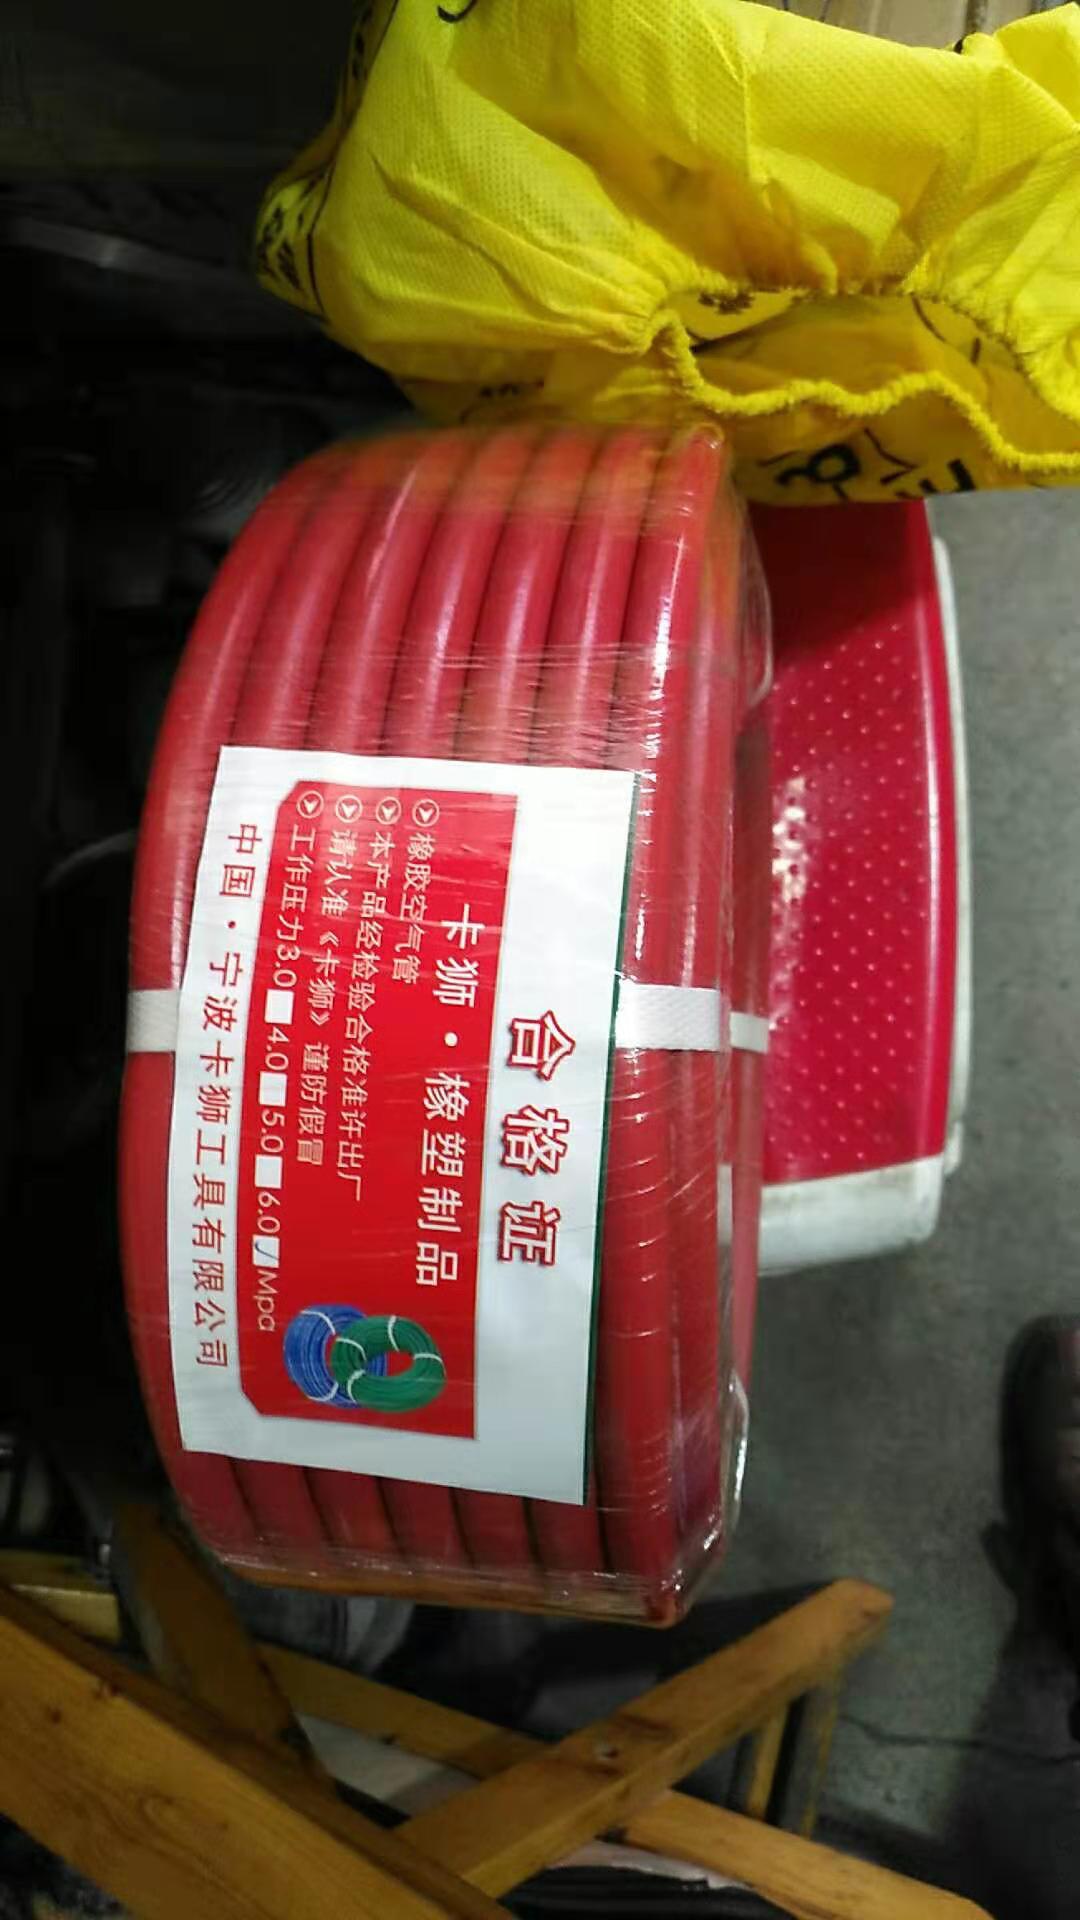 合格证
卡狮·橡塑制品
橡胶空气管
本产品经检验合格准许出厂
请认准《卡狮》谨防假冒
工作压力3.0 4.0 5.0 6.0 Mpa
中国·宁波卡狮工具有限公司